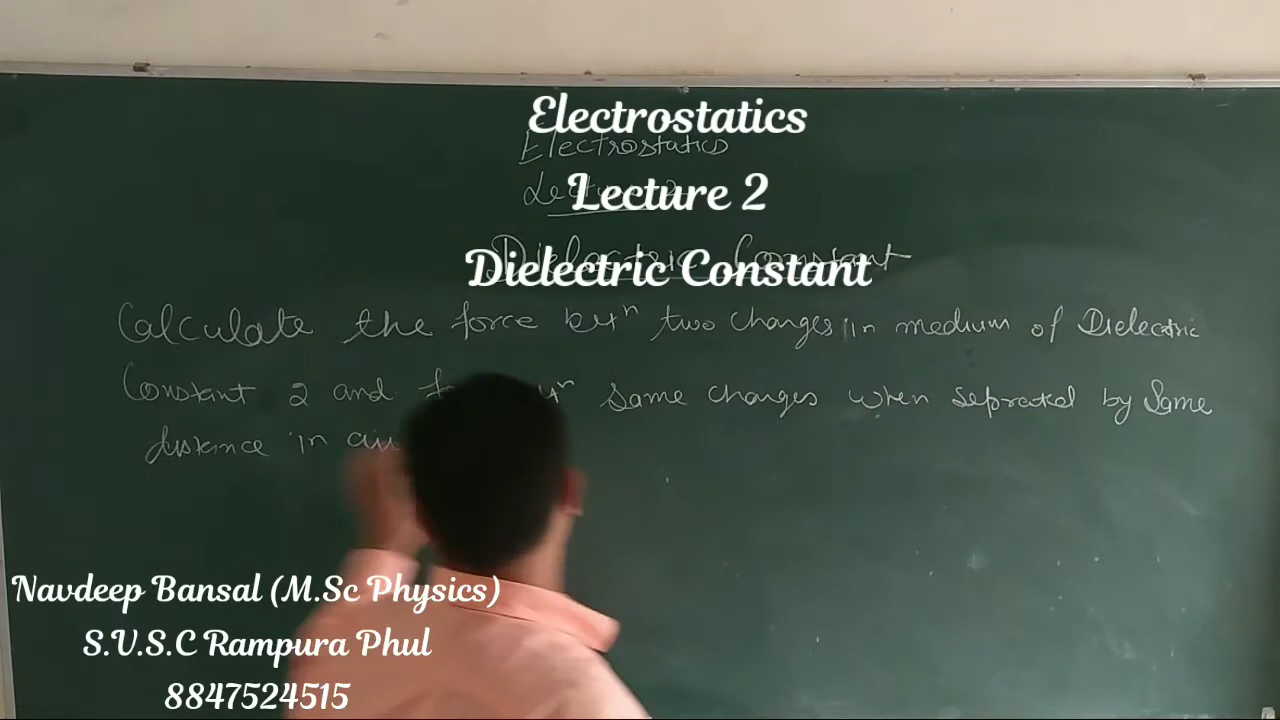 Electrostatics
Electrostatics
Lecture 2
Dielectric Constant
Dielectric Constant
Calculate the force btwⁿ two charges in medium of Dielectric
Constant 2 and same charges when seprated by Same
distance in air
Navdeep Bansal (M.Sc Physics)
S.V.S.C Rampura Phul
8847524515